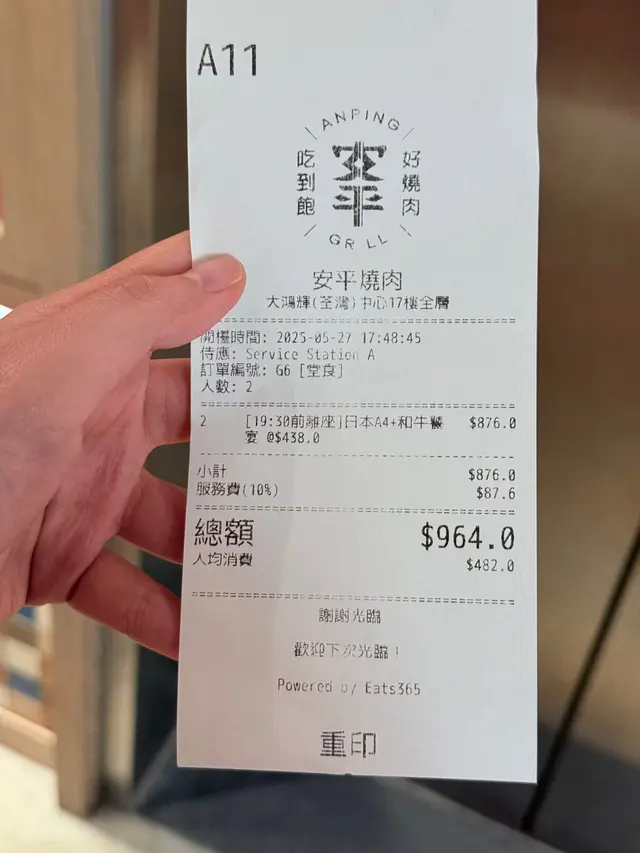 A11
ANPING
吃到飽
安平
好燒肉
GRILL
安平燒肉
大鴻輝(荃灣)中心17樓全層
開檯時間: 2025-05-27 17:48:45
侍應: Service Station A
訂單編號: G6 [堂食]
人數: 2
2 [19:30前離座]日本A4+和牛饗 $876.0
宴 @$438.0
小計 $876.0
服務費(10%) $87.6
總額 $964.0
人均消費 $482.0
謝謝光臨
歡迎下次光臨!
Powered by Eats365
重印